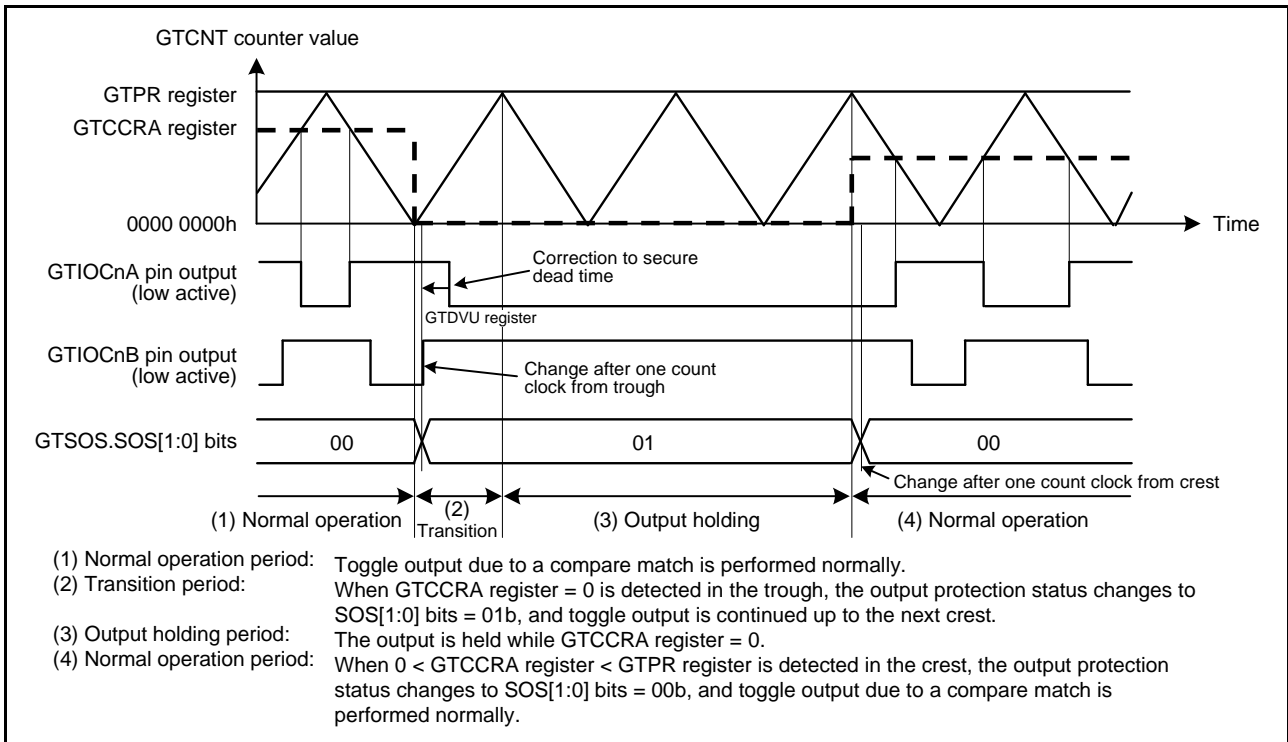 GTCNT counter value
GTPR register
GTCCRA register
0000 0000h
Time
GTIOCnA pin output
(low active)
Correction to secure
dead time
GTDVU register
GTIOCnB pin output
(low active)
Change after one count
clock from trough
GTSOS.SOS[1:0] bits
00
01
00
Change after one count clock from crest
(1) Normal operation
(2)
Transition
(3) Output holding
(4) Normal operation
(1) Normal operation period: Toggle output due to a compare match is performed normally.
(2) Transition period: When GTCCRA register = 0 is detected in the trough, the output protection status changes to
SOS[1:0] bits = 01b, and toggle output is continued up to the next crest.
(3) Output holding period: The output is held while GTCCRA register = 0.
(4) Normal operation period: When 0 < GTCCRA register < GTPR register is detected in the crest, the output protection
status changes to SOS[1:0] bits = 00b, and toggle output due to a compare match is
performed normally.